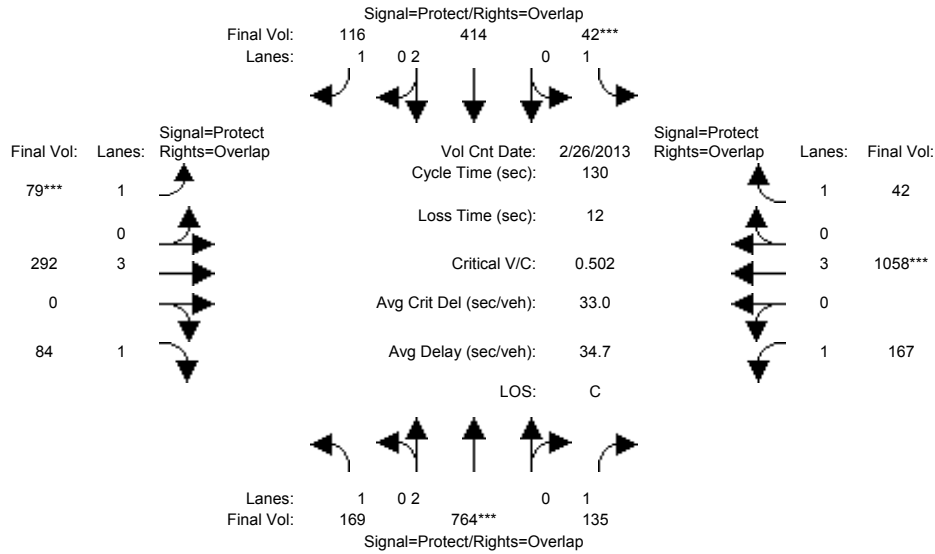 Signal=Protect/Rights=Overlap
Final Vol: 116 414 42***
Lanes: 1 0 2 0 1
Signal=Protect
Final Vol: Lanes: Rights=Overlap
Vol Cnt Date: 2/26/2013
Signal=Protect
Rights=Overlap Lanes: Final Vol:
Cycle Time (sec): 130
79*** 1
1 42
Loss Time (sec): 12
0
0
292 3
Critical V/C: 0.502
3 1058***
0
Avg Crit Del (sec/veh): 33.0
0
84 1
Avg Delay (sec/veh): 34.7
1 167
LOS: C
Lanes: 1 0 2 0 1
Final Vol: 169 764*** 135
Signal=Protect/Rights=Overlap